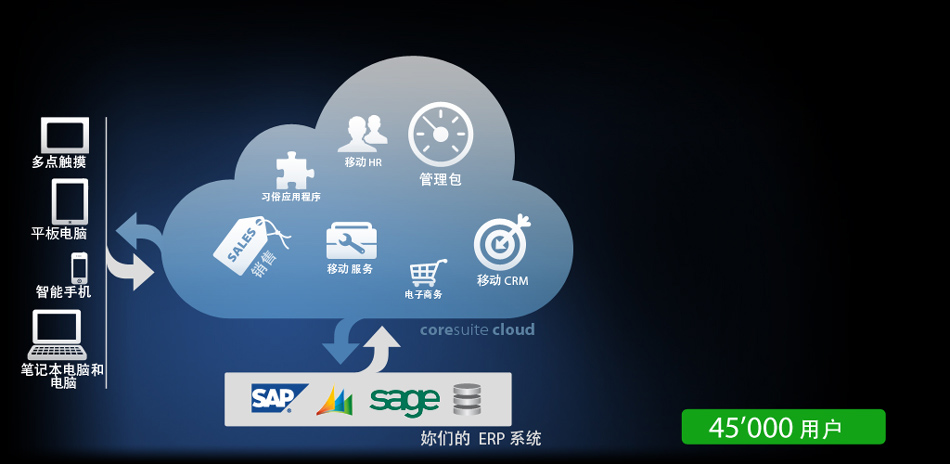 多点触摸
平板电脑
智能手机
笔记本电脑和
电脑
移动 HR
管理包
习俗应用程序
SALES
销售
移动 服务
电子商务
移动 CRM
coresuite cloud
SAP
sage
妳们的 ERP 系统
45’000 用户